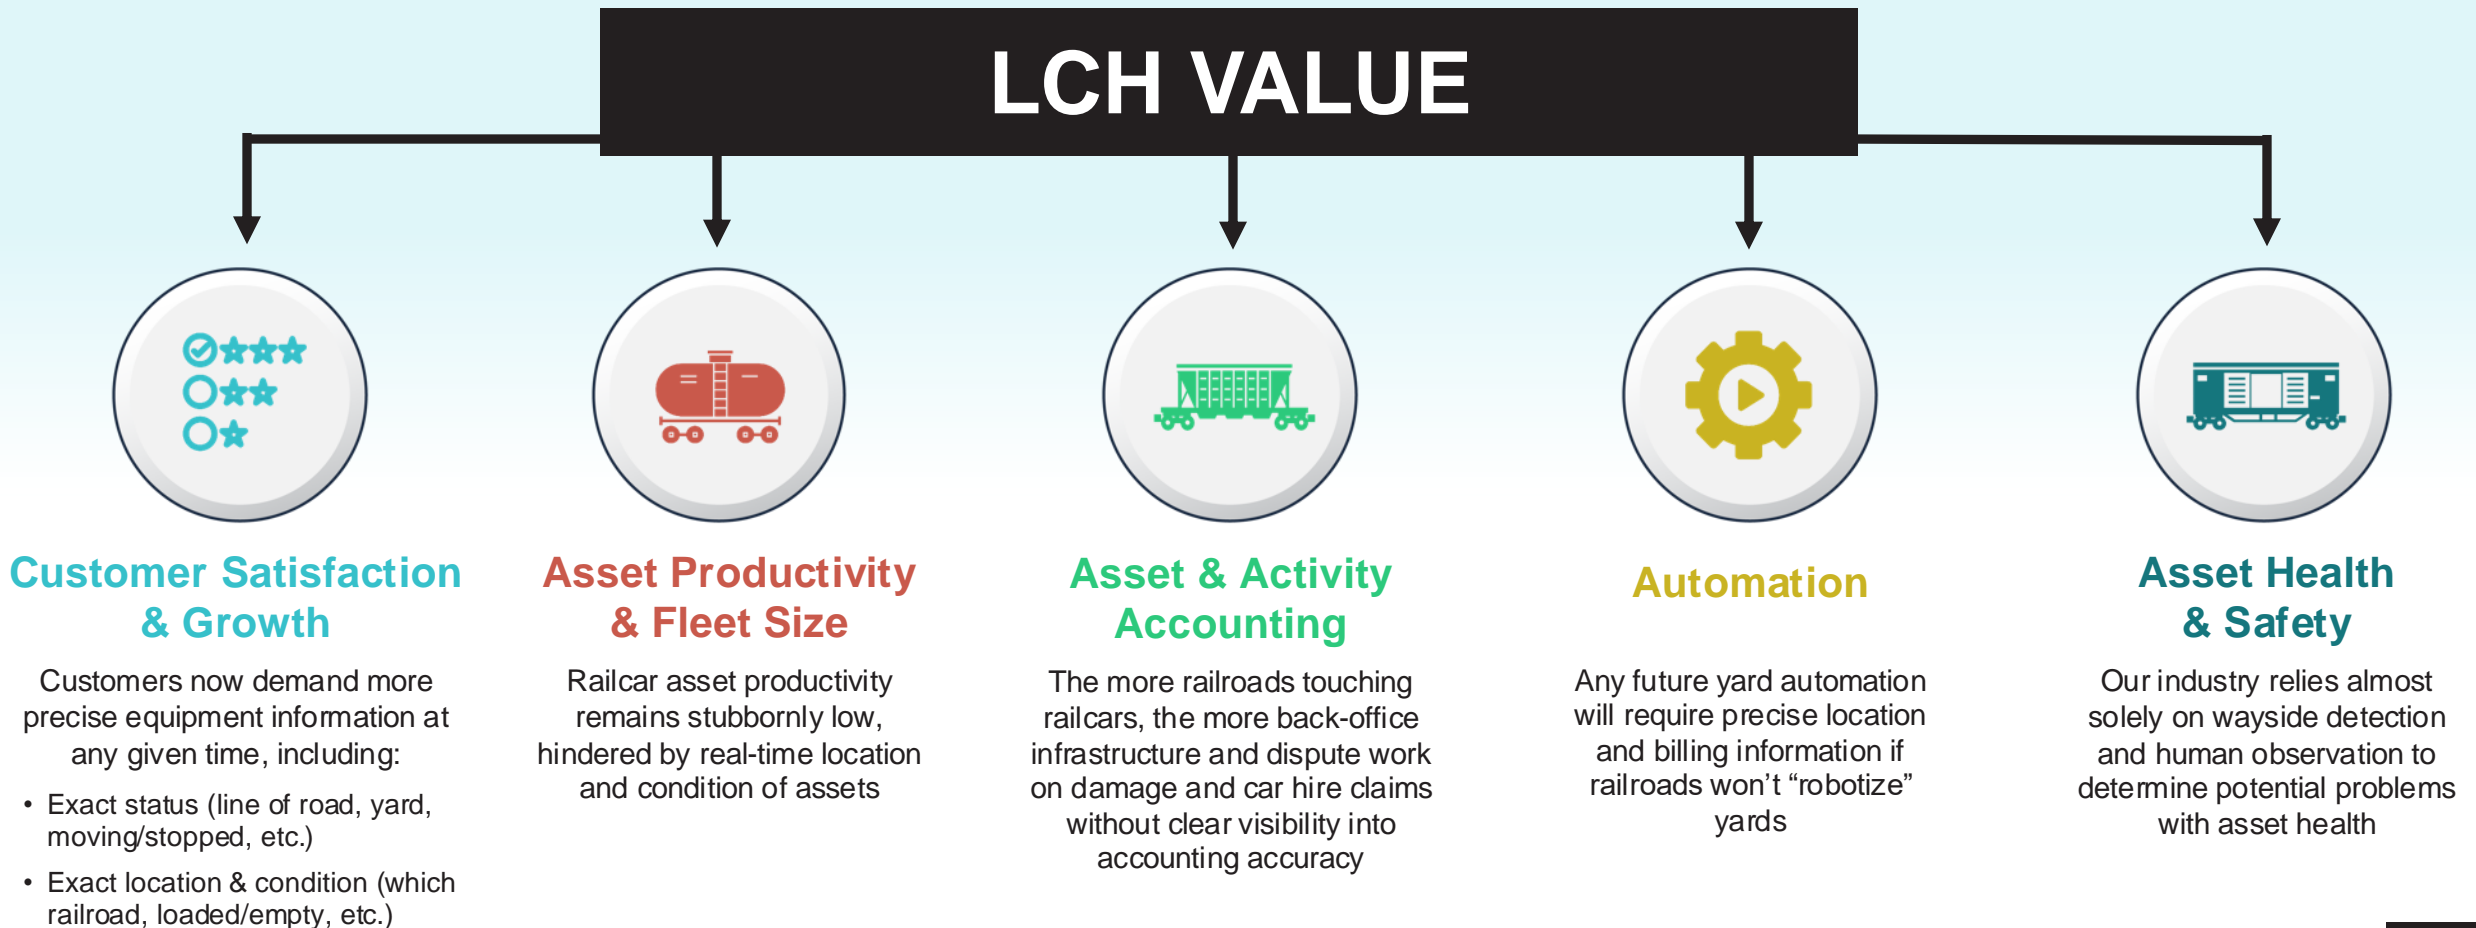 LCH VALUE
Customer Satisfaction
& Growth
Customers now demand more
precise equipment information at
any given time, including:
• Exact status (line of road, yard,
moving/stopped, etc.)
• Exact location & condition (which
railroad, loaded/empty, etc.)
Asset Productivity
& Fleet Size
Railcar asset productivity
remains stubbornly low,
hindered by real-time location
and condition of assets
Asset & Activity
Accounting
The more railroads touching
railcars, the more back-office
infrastructure and dispute work
on damage and car hire claims
without clear visibility into
accounting accuracy
Automation
Any future yard automation
will require precise location
and billing information if
railroads won’t “robotize”
yards
Asset Health
& Safety
Our industry relies almost
solely on wayside detection
and human observation to
determine potential problems
with asset health